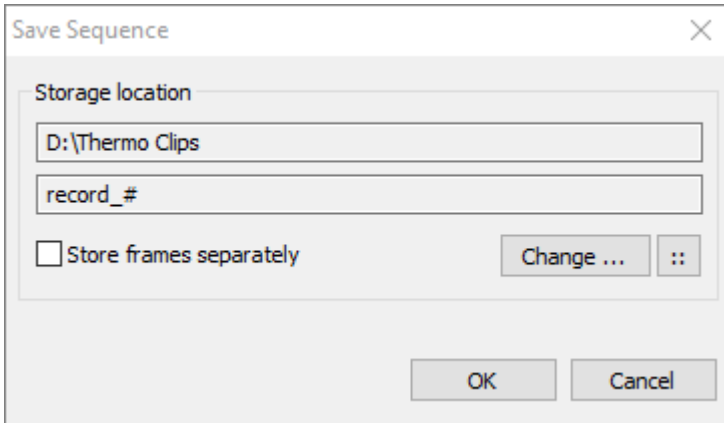 Save Sequence
Storage location
D:\Thermo Clips
record_#
Store frames separately
Change ...
::
OK
Cancel